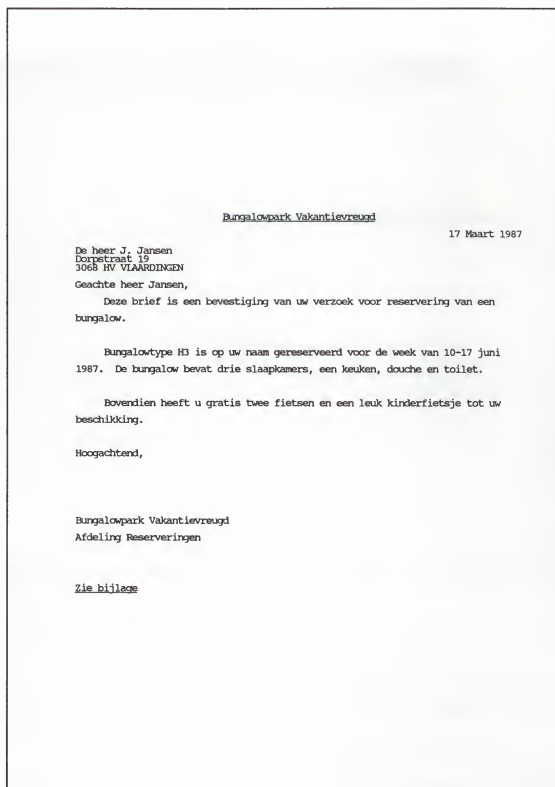 Bungalowpark Vakantievreugd
17 Maart 1987
De heer J. Jansen
Dorpstraat 19
3068 HV VLAARDINGEN
Geachte heer Jansen,
Deze brief is een bevestiging van uw verzoek voor reservering van een
bungalow.
Bungalowtype H3 is op uw naam gereserveerd voor de week van 10-17 juni
1987. De bungalow bevat drie slaapkamers, een keuken, douche en toilet.
Bovendien heeft u gratis twee fietsen en een leuk kinderfietsje tot uw
beschikking.
Hoogachtend,
Bungalowpark Vakantievreugd
Afdeling Reserveringen
Zie bijlage